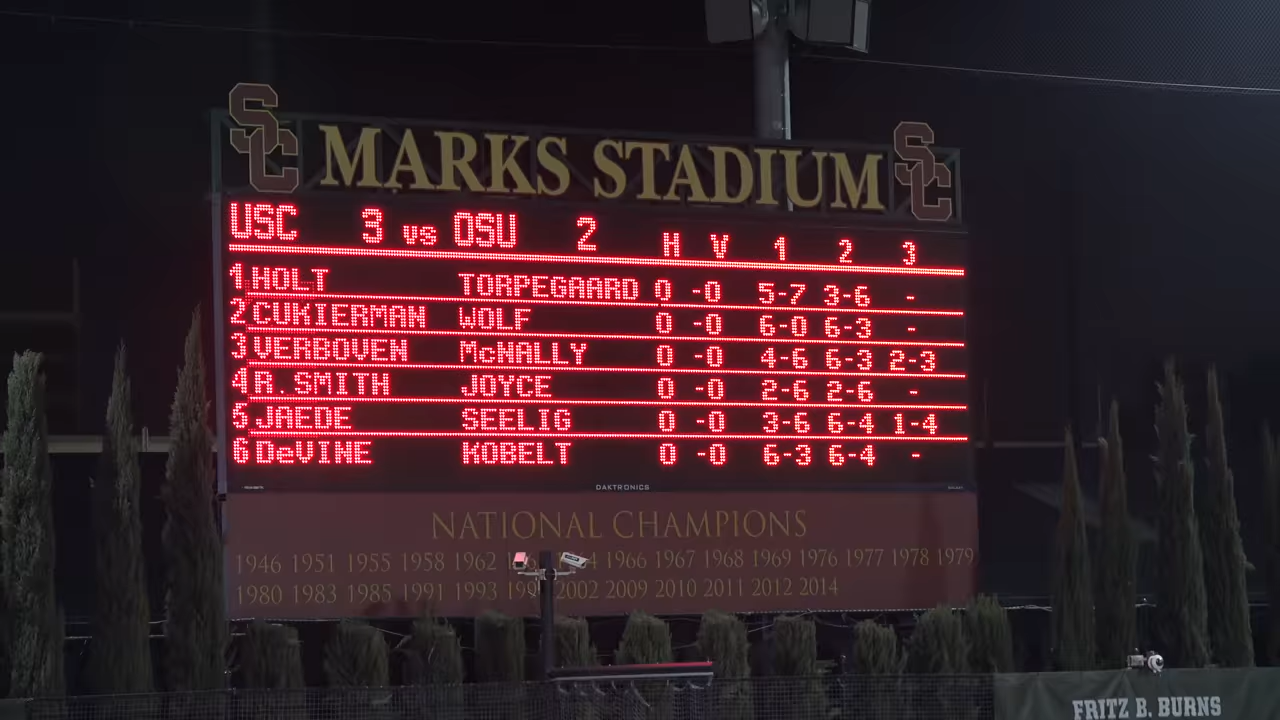 SC MARKS STADIUM SC
USC 3 vs OSU 2 H V 1 2 3
1 HOLT TORPEGAARD 0 -0 5-7 3-6 -
2 CUKIERMAN WOLF 0 -0 6-0 6-3 -
3 VERBOVEN McNALLY 0 -0 4-6 6-3 2-3
4 R.SMITH JOYCE 0 -0 2-6 2-6 -
5 JAEDE SEELIG 0 -0 3-6 6-4 1-4
6 DeVINE KOBELT 0 -0 6-3 6-4 -
DAKTRONICS
NATIONAL CHAMPIONS
1946 1951 1955 1958 1962 1966 1967 1968 1969 1976 1977 1978 1979
1980 1983 1985 1991 1993 2002 2009 2010 2011 2012 2014
FRITZ B. BURNS